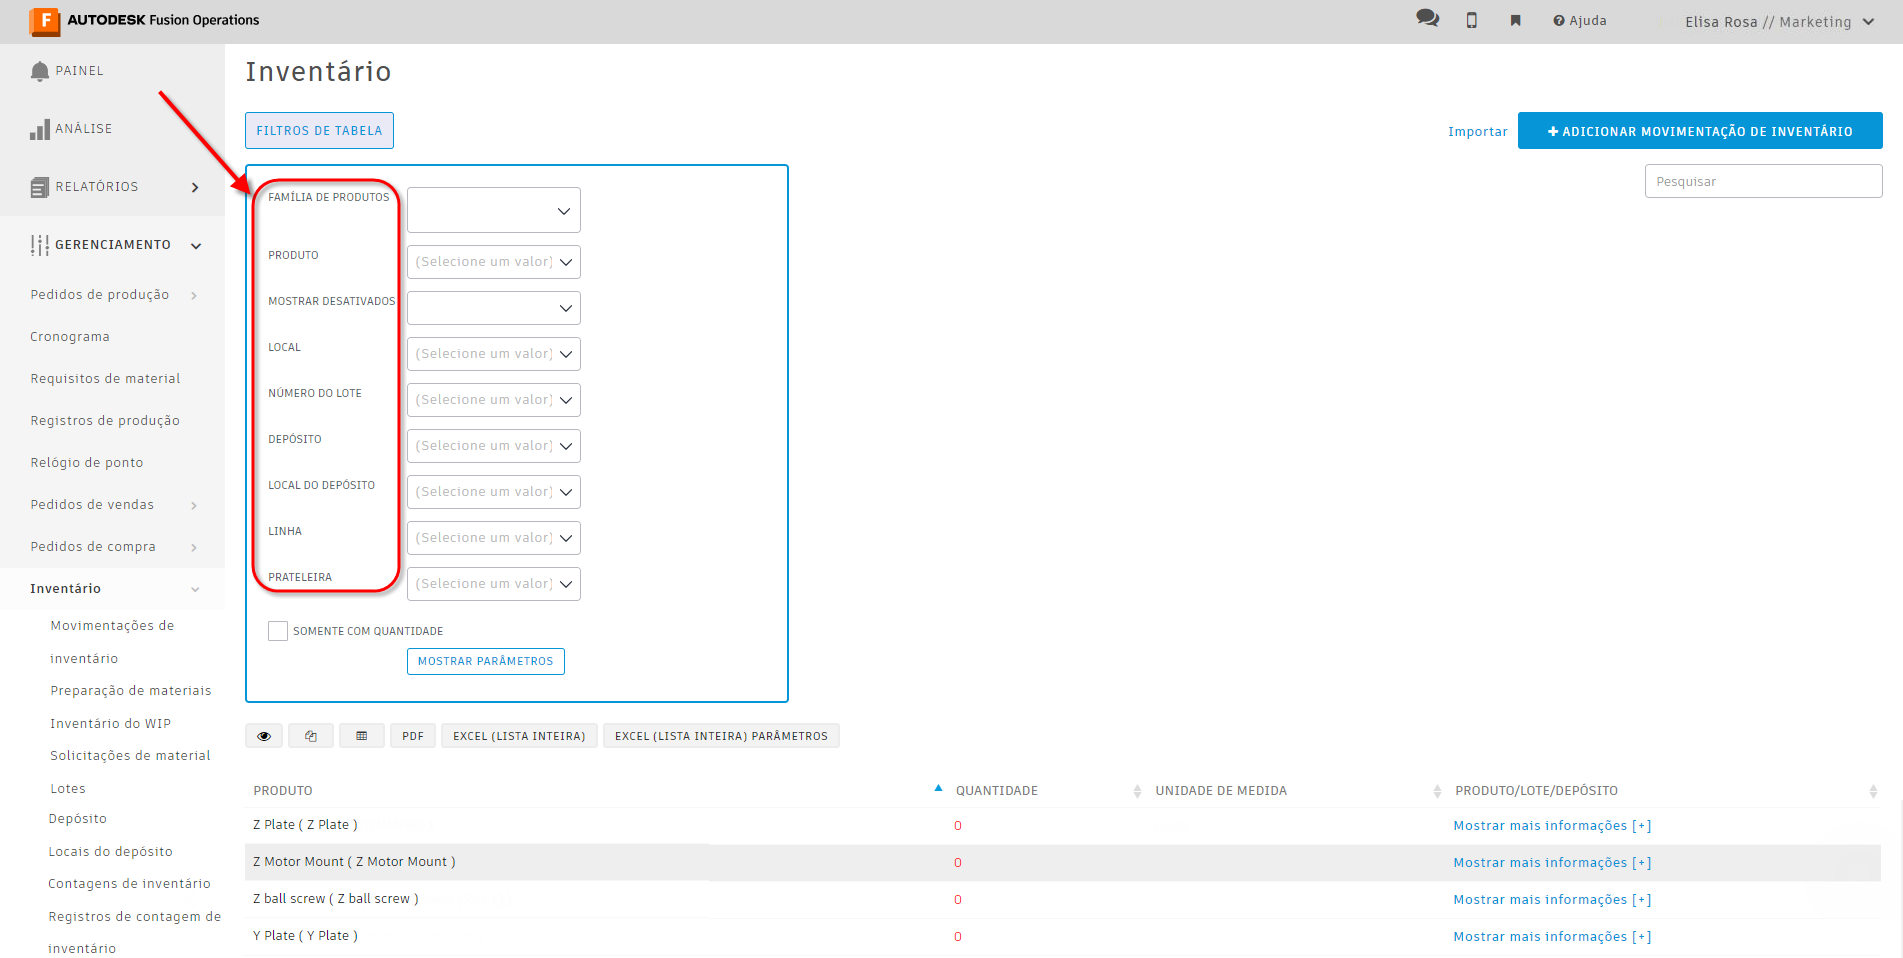 F AUTODESK Fusion Operations
Ajuda
Elisa Rosa // Marketing
PAINEL
ANÁLISE
RELATÓRIOS
GERENCIAMENTO
Pedidos de produção
Cronograma
Requisitos de material
Registros de produção
Relógio de ponto
Pedidos de vendas
Pedidos de compra
Inventário
Movimentações de
inventário
Preparação de materiais
Inventário do WIP
Solicitações de material
Lotes
Depósito
Locais do depósito
Contagens de inventário
Registros de contagem de
inventário
Inventário
FILTROS DE TABELA
Importar
+ ADICIONAR MOVIMENTAÇÃO DE INVENTÁRIO
Pesquisar
FAMÍLIA DE PRODUTOS
PRODUTO (Selecione um valor)
MOSTRAR DESATIVADOS
LOCAL (Selecione um valor)
NÚMERO DO LOTE (Selecione um valor)
DEPÓSITO (Selecione um valor)
LOCAL DO DEPÓSITO (Selecione um valor)
LINHA (Selecione um valor)
PRATELEIRA (Selecione um valor)
SOMENTE COM QUANTIDADE
MOSTRAR PARÂMETROS
PDF EXCEL (LISTA INTEIRA) EXCEL (LISTA INTEIRA) PARÂMETROS
PRODUTO QUANTIDADE UNIDADE DE MEDIDA PRODUTO/LOTE/DEPÓSITO
Z Plate ( Z Plate ) 0 Mostrar mais informações [+]
Z Motor Mount ( Z Motor Mount ) 0 Mostrar mais informações [+]
Z ball screw ( Z ball screw ) 0 Mostrar mais informações [+]
Y Plate ( Y Plate ) 0 Mostrar mais informações [+]